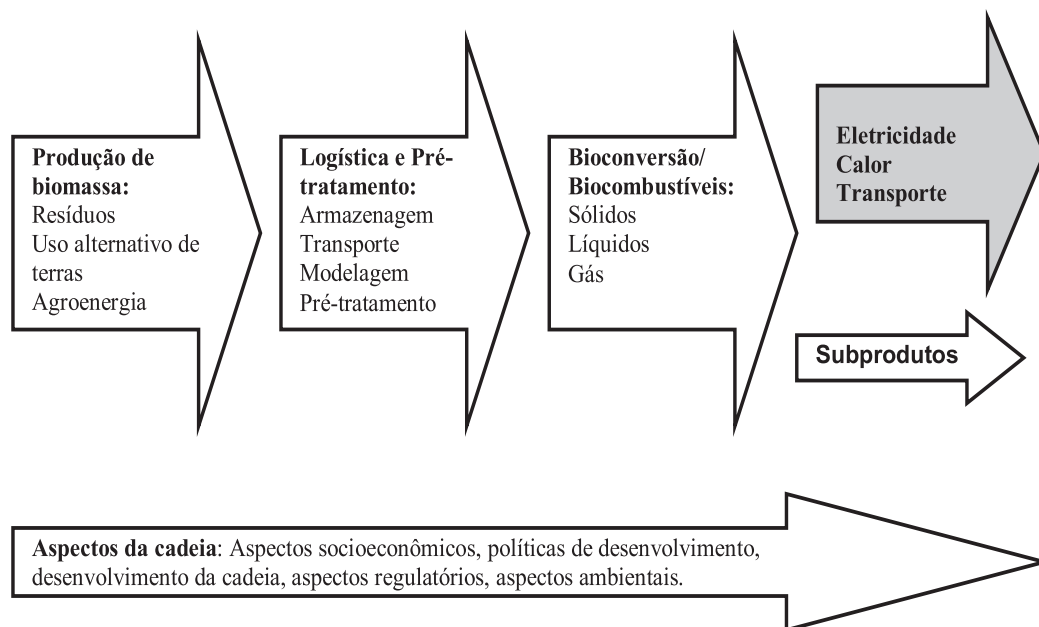 Produção de
biomassa:
Resíduos
Uso alternativo de
terras
Agroenergia
Logística e Pré-
tratamento:
Armazenagem
Transporte
Modelagem
Pré-tratamento
Bioconversão/
Biocombustíveis:
Sólidos
Líquidos
Gás
Eletricidade
Calor
Transporte
Subprodutos
Aspectos da cadeia: Aspectos socioeconômicos, políticas de desenvolvimento,
desenvolvimento da cadeia, aspectos regulatórios, aspectos ambientais.